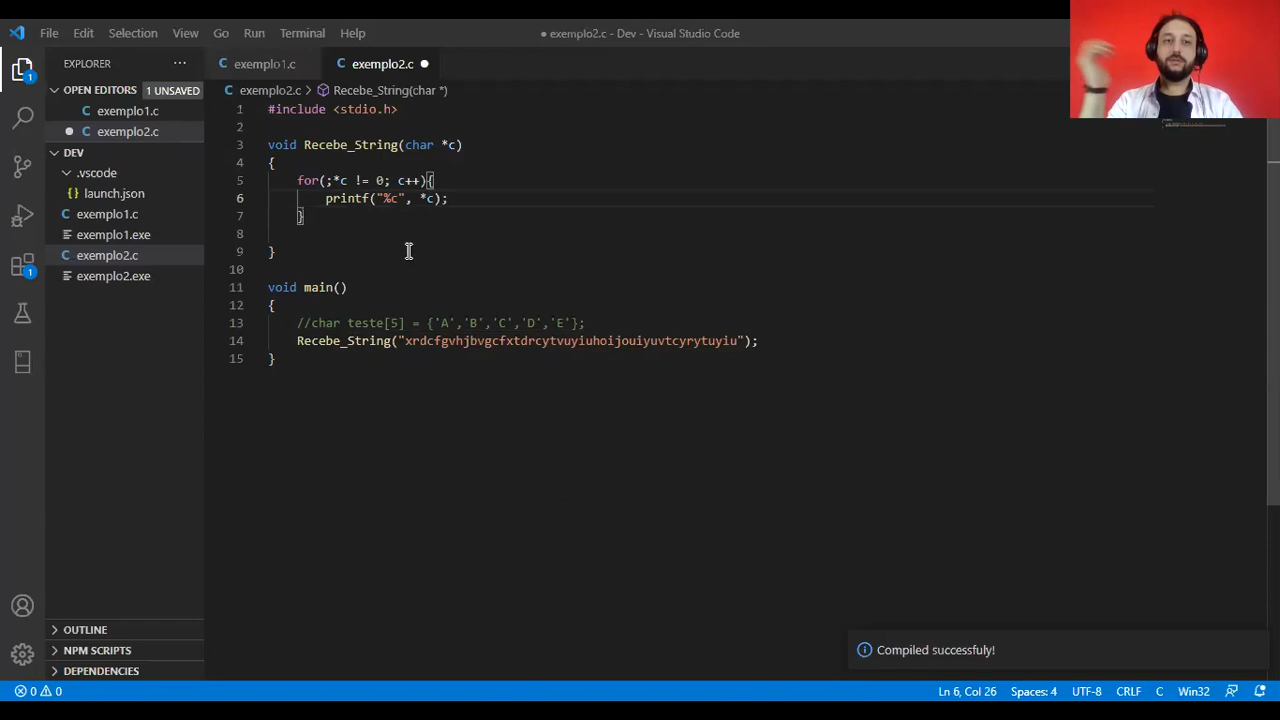 File Edit Selection View Go Run Terminal Help
● exemplo2.c - Dev - Visual Studio Code
EXPLORER ...
exemplo1.c exemplo2.c ●
OPEN EDITORS 1 UNSAVED
exemplo2.c > Recebe_String(char *)
C exemplo1.c
● C exemplo2.c
DEV
.vscode
{} launch.json
C exemplo1.c
exemplo1.exe
C exemplo2.c
exemplo2.exe
1 #include <stdio.h>
2
3 void Recebe_String(char *c)
4 {
5 for(;*c != 0; c++){
6 printf("%c", *c);
7 }
8
9 }
10
11 void main()
12 {
13 //char teste[5] = {'A','B','C','D','E'};
14 Recebe_String("xrdcfgvhjbvgcfxtdrcytvuyiuhoijouiyuvtcyrytuyiu");
15 }
1
1
OUTLINE
NPM SCRIPTS
DEPENDENCIES
Compiled successfuly!
0 0 Ln 6, Col 26 Spaces: 4 UTF-8 CRLF C Win32